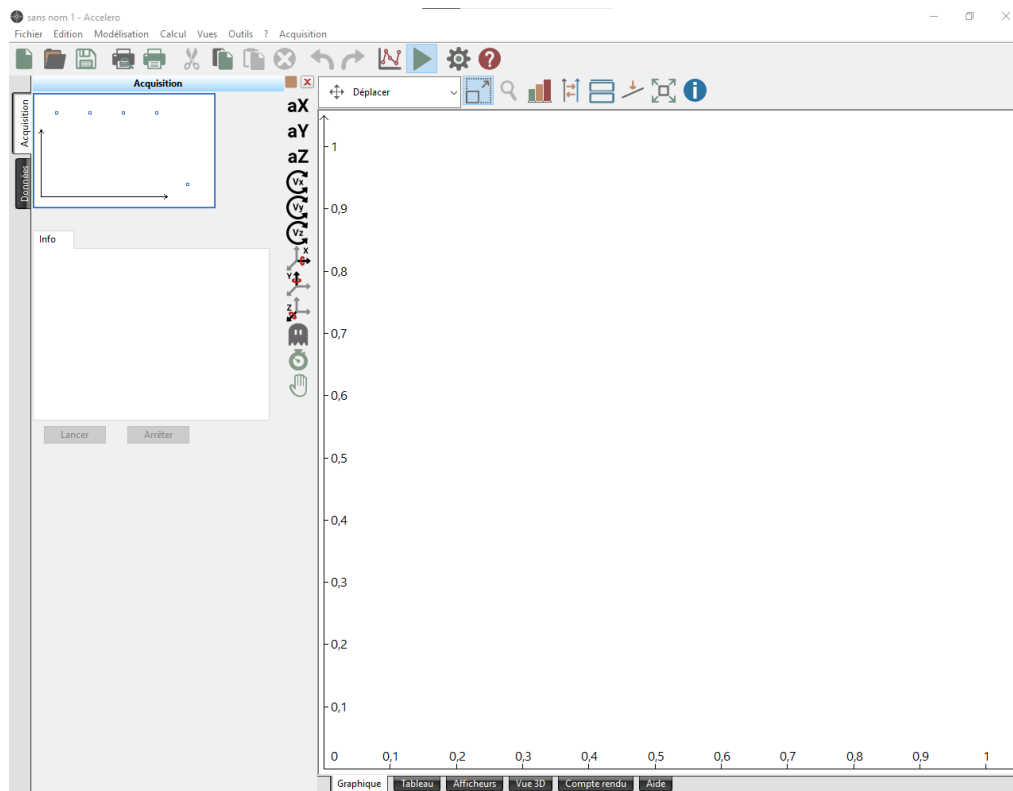 sans nom 1 - Accelero
Fichier Edition Modélisation Calcul Vues Outils ? Acquisition
Acquisition
Déplacer
Acquisition
Données
aX
aY
aZ
Vx
Vy
Vz
X
Y
Z
Info
Lancer Arrêter
1
0,9
0,8
0,7
0,6
0,5
0,4
0,3
0,2
0,1
0 0,1 0,2 0,3 0,4 0,5 0,6 0,7 0,8 0,9 1
Graphique Tableau Afficheurs Vue 3D Compte rendu Aide